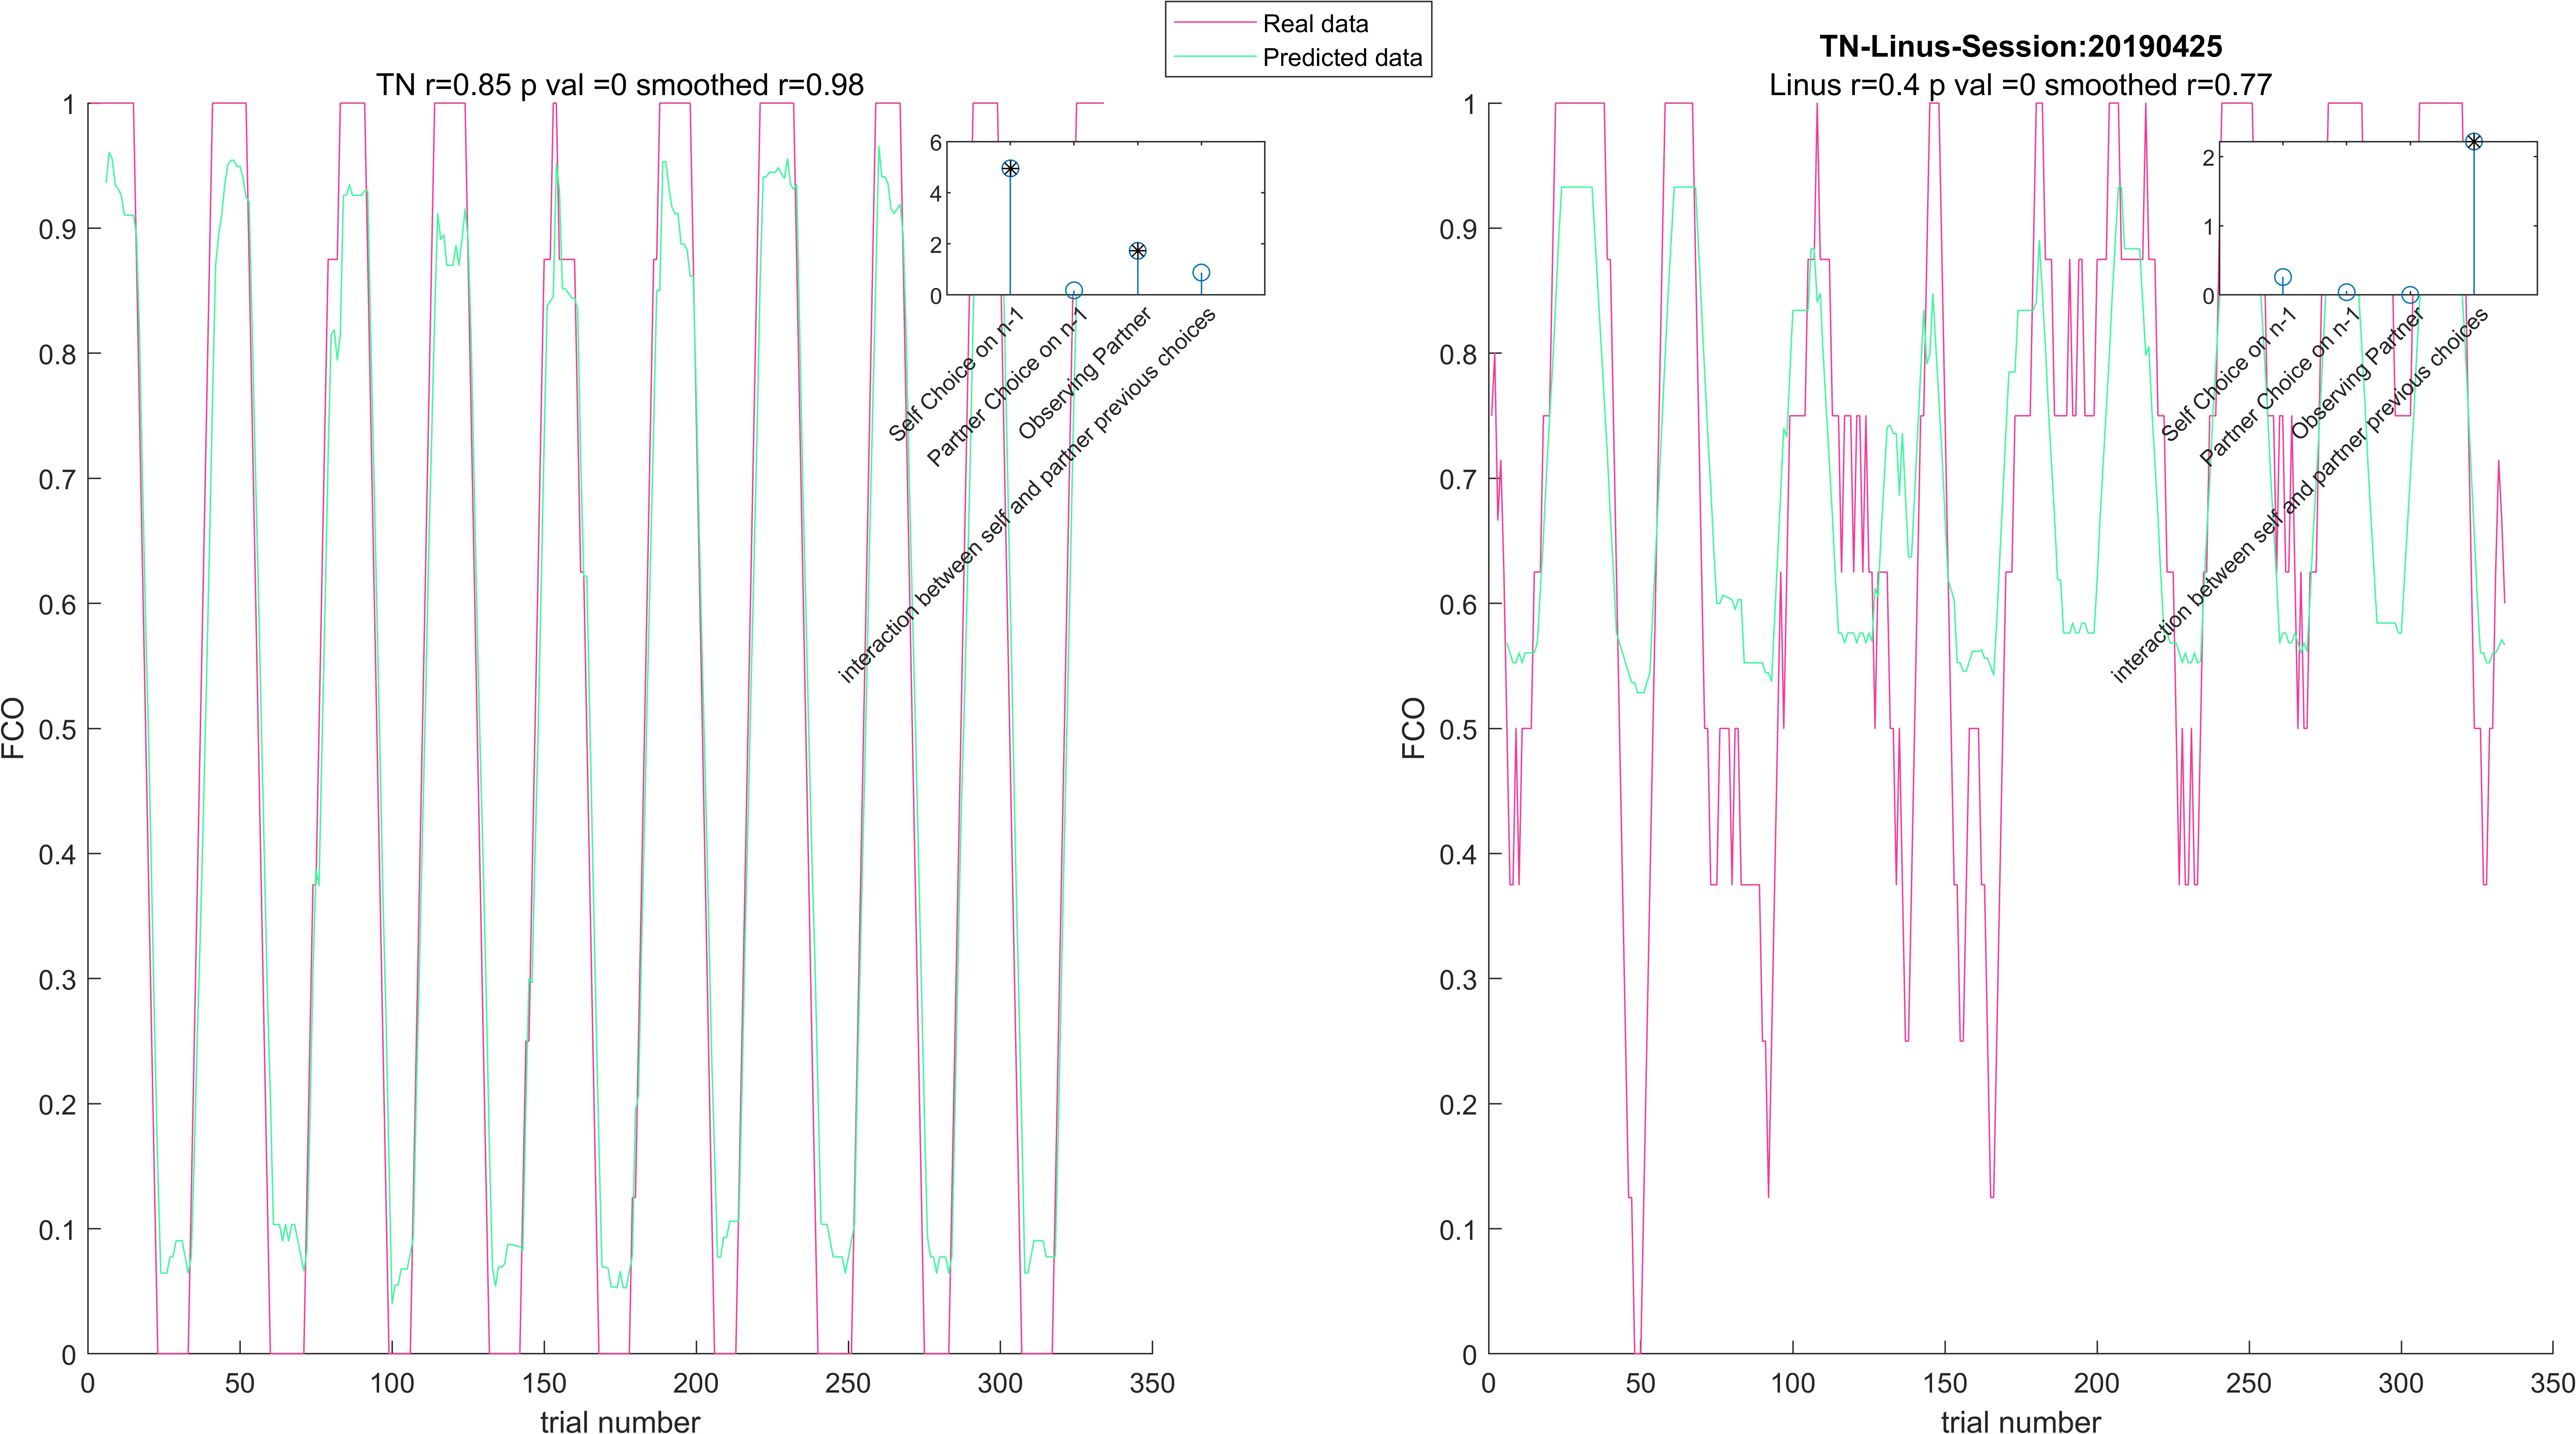 Real data
Predicted data
TN r=0.85 p val =0 smoothed r=0.98
1
0.9
0.8
0.7
0.6
0.5
0.4
0.3
0.2
0.1
0
FCO
0
50
100
150
200
250
300
350
trial number
6
4
2
0
Self Choice on n-1
Partner Choice on n-1
Observing Partner
interaction between self and partner previous choices
TN-Linus-Session:20190425
Linus r=0.4 p val =0 smoothed r=0.77
1
0.9
0.8
0.7
0.6
0.5
0.4
0.3
0.2
0.1
0
FCO
0
50
100
150
200
250
300
350
trial number
2
1
0
Self Choice on n-1
Partner Choice on n-1
Observing Partner
interaction between self and partner previous choices